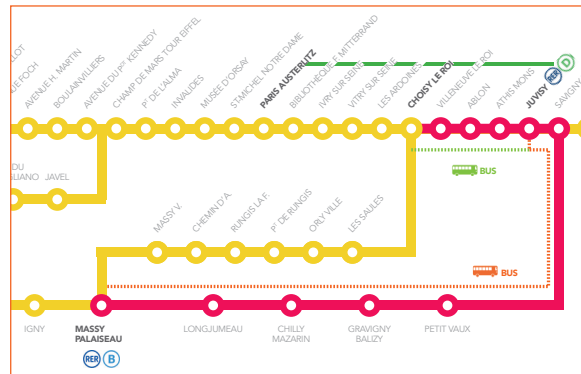 AVENUE H. MARTIN
BOULAINVILLIERS
AVENUE DU PDT KENNEDY
CHAMP DE MARS TOUR EIFFEL
PT DE L'ALMA
INVALIDES
MUSÉE D'ORSAY
ST-MICHEL NOTRE DAME
PARIS AUSTERLITZ
BIBLIOTHÈQUE F. MITTERRAND
IVRY SUR SEINE
VITRY SUR SEINE
LES ARDOINES
CHOISY LE ROI
VILLENEUVE LE ROI
ABLON
ATHIS MONS
JUVISY RER D
SAVIGNY
JAVEL
BUS
MASSY V.
CHEMIN D'A.
RUNGIS LA F.
PT DE RUNGIS
ORLY VILLE
LES SAULES
BUS
IGNY
MASSY
PALAISEAU
RER B
LONGJUMEAU
CHILLY
MAZARIN
GRAVIGNY
BALIZY
PETIT VAUX